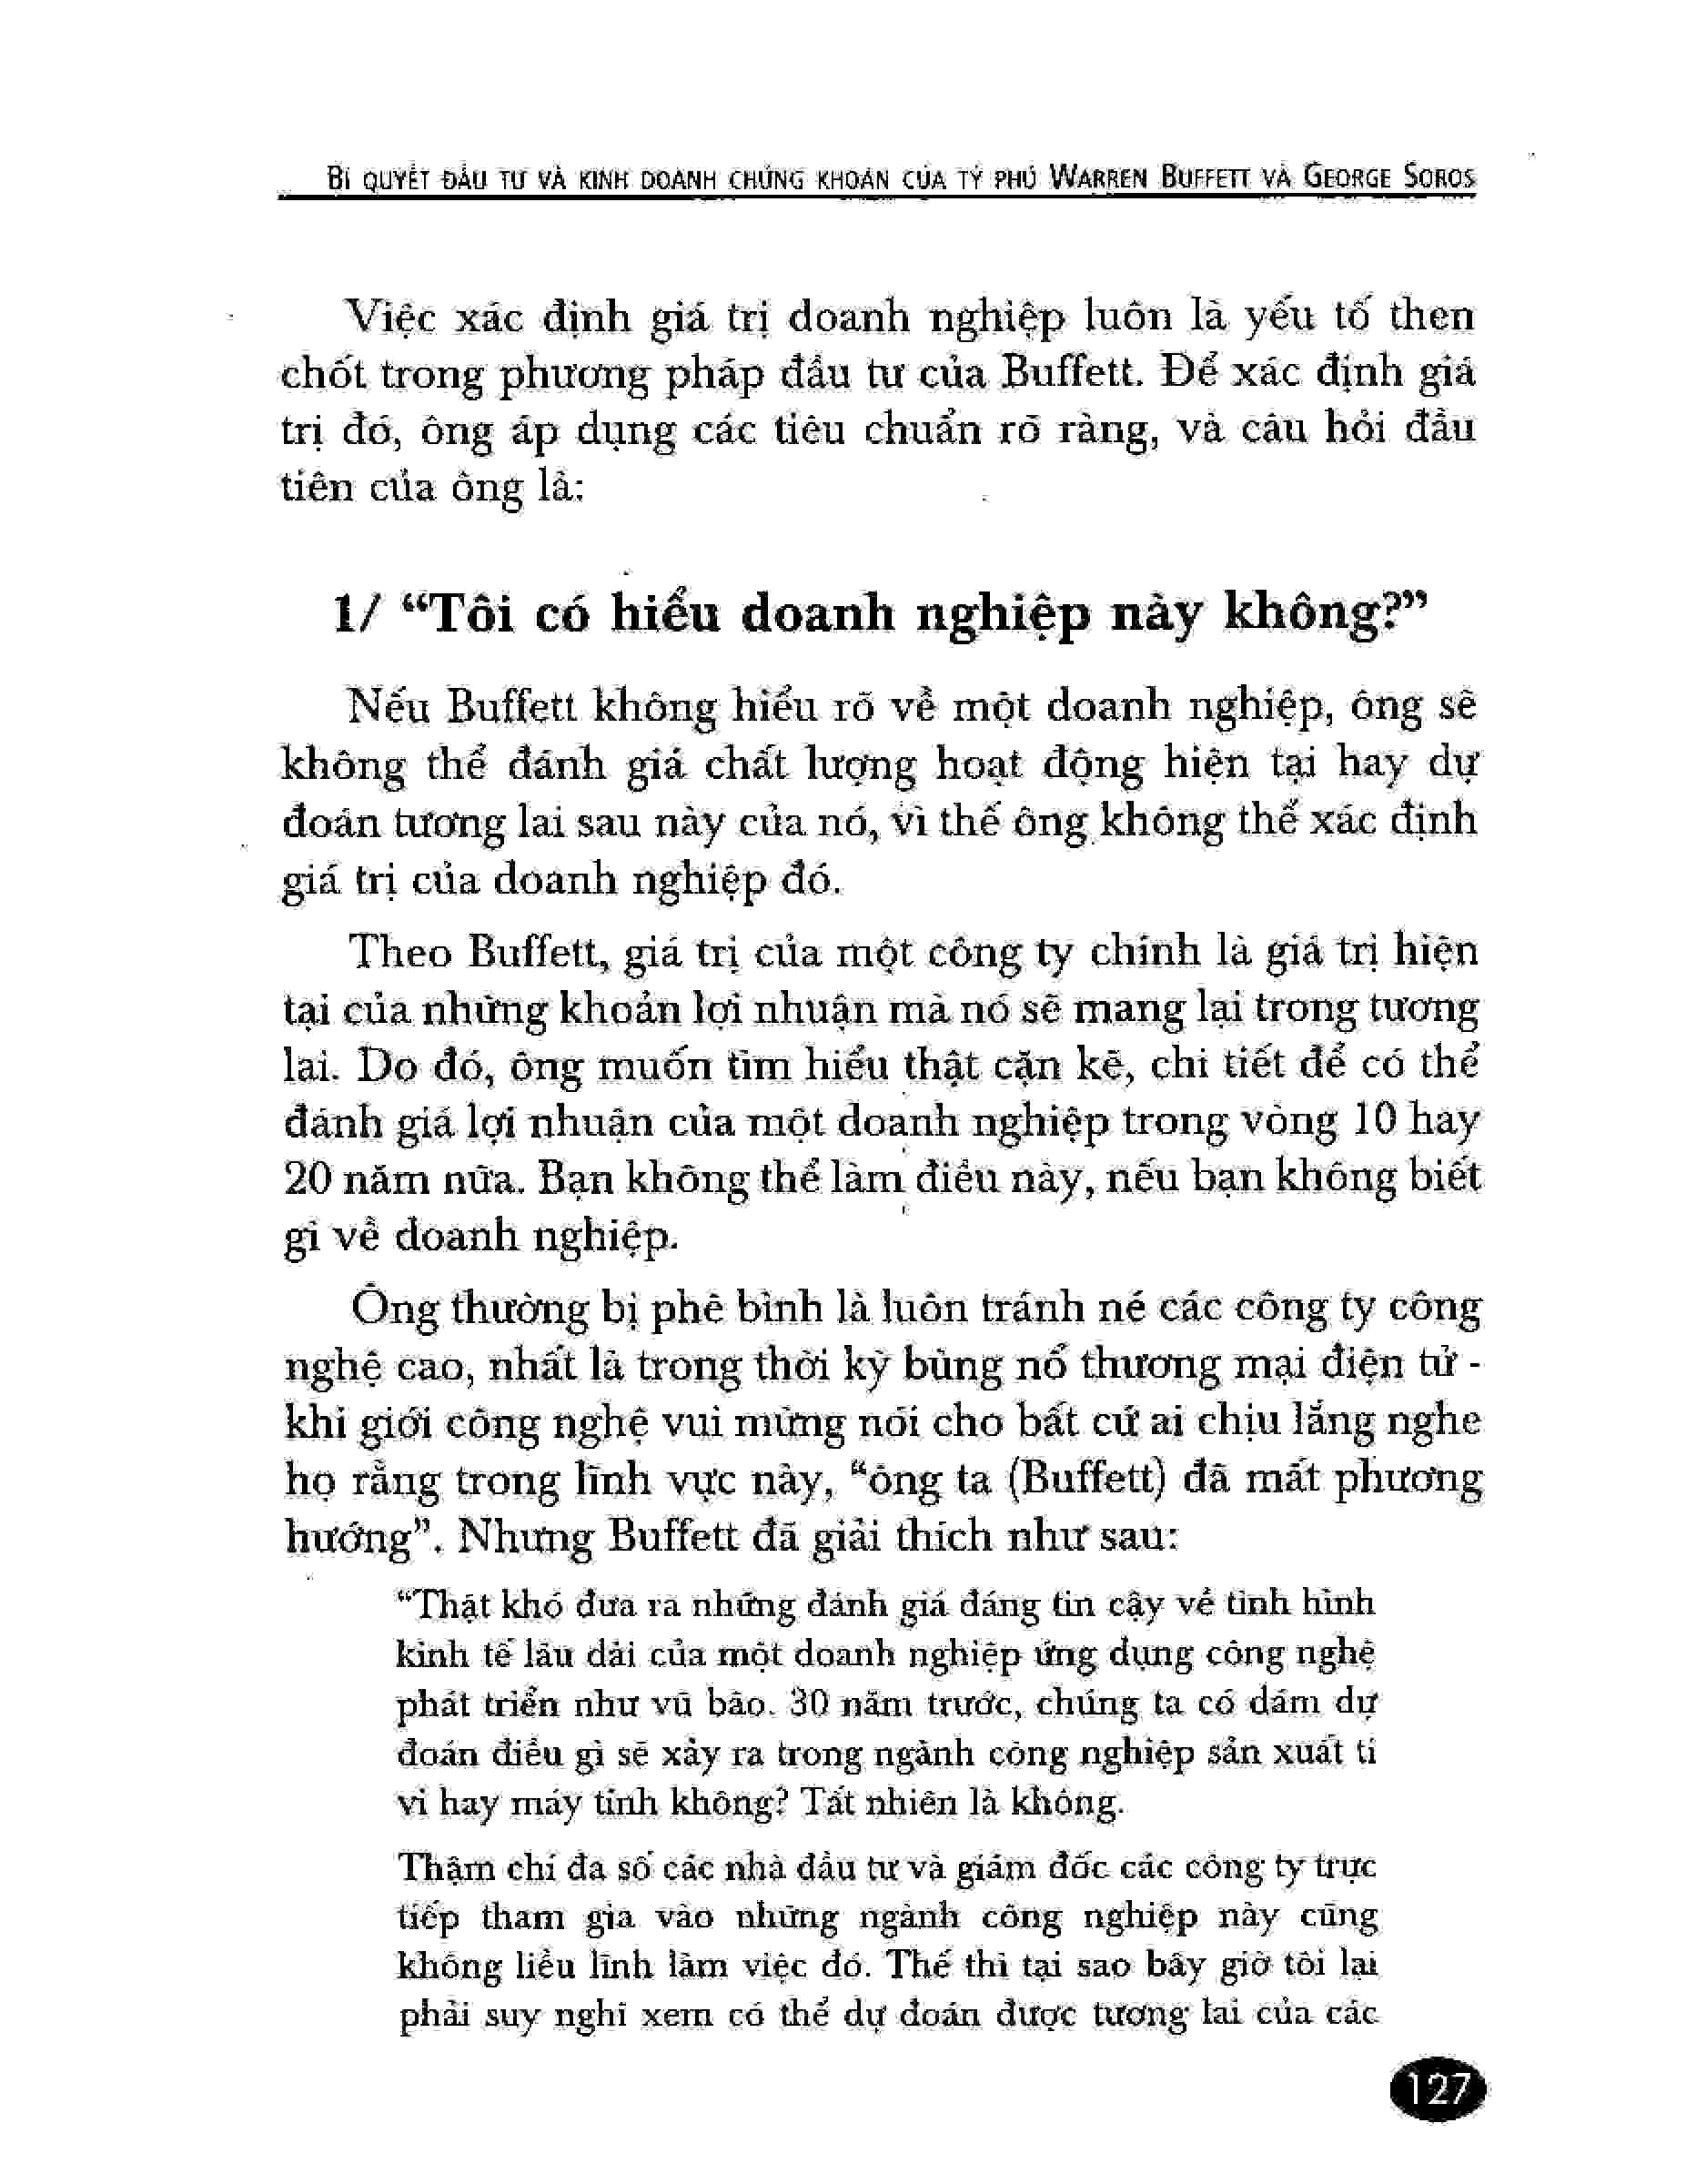 BÍ QUYẾT ĐẦU TƯ VÀ KINH DOANH CHỨNG KHOÁN CỦA TỶ PHÚ WARREN BUFFETT VÀ GEORGE SOROS
Việc xác định giá trị doanh nghiệp luôn là yếu tố then
chốt trong phương pháp đầu tư của Buffett. Để xác định giá
trị đó, ông áp dụng các tiêu chuẩn rõ ràng, và câu hỏi đầu
tiên của ông là:
1/ “Tôi có hiểu doanh nghiệp này không?”
Nếu Buffett không hiểu rõ về một doanh nghiệp, ông sẽ
không thể đánh giá chất lượng hoạt động hiện tại hay dự
đoán tương lai sau này của nó, vì thế ông không thể xác định
giá trị của doanh nghiệp đó.
Theo Buffett, giá trị của một công ty chính là giá trị hiện
tại của những khoản lợi nhuận mà nó sẽ mang lại trong tương
lai. Do đó, ông muốn tìm hiểu thật cặn kẽ, chi tiết để có thể
đánh giá lợi nhuận của một doanh nghiệp trong vòng 10 hay
20 năm nữa. Bạn không thể làm điều này, nếu bạn không biết
gì về doanh nghiệp.
Ông thường bị phê bình là luôn tránh né các công ty công
nghệ cao, nhất là trong thời kỳ bùng nổ thương mại điện tử -
khi giới công nghệ vui mừng nói cho bất cứ ai chịu lắng nghe
họ rằng trong lĩnh vực này, “ông ta (Buffett) đã mất phương
hướng”. Nhưng Buffett đã giải thích như sau:
“Thật khó đưa ra những đánh giá đáng tin cậy về tình hình
kinh tế lâu dài của một doanh nghiệp ứng dụng công nghệ
phát triển như vũ bão. 30 năm trước, chúng ta có dám dự
đoán điều gì sẽ xảy ra trong ngành công nghiệp sản xuất ti
vi hay máy tính không? Tất nhiên là không.
Thậm chí đa số các nhà đầu tư và giám đốc các công ty trực
tiếp tham gia vào những ngành công nghiệp này cũng
không liều lĩnh làm việc đó. Thế thì tại sao bây giờ tôi lại
phải suy nghĩ xem có thể dự đoán được tương lai của các
127